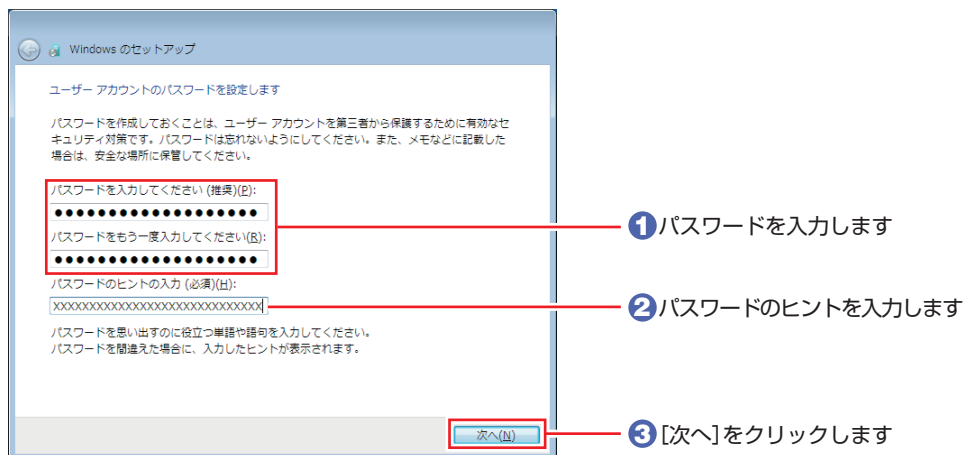 Windows のセットアップ
ユーザー アカウントのパスワードを設定します
パスワードを作成しておくことは、ユーザー アカウントを第三者から保護するために有効なセ
キュリティ対策です。パスワードは忘れないようにしてください。また、メモなどに記載した
場合は、安全な場所に保管してください。
パスワードを入力してください (推奨)(P):
●●●●●●●●●●●●●●●●●●●
パスワードをもう一度入力してください(R):
●●●●●●●●●●●●●●●●●●●
パスワードのヒントの入力 (必須)(H):
XXXXXXXXXXXXXXXXXXXXXXXXXXXXX
パスワードを思い出すのに役立つ単語や語句を入力してください。
パスワードを間違えた場合に、入力したヒントが表示されます。
次へ(N)
❶パスワードを入力します
❷パスワードのヒントを入力します
❸[次へ]をクリックします